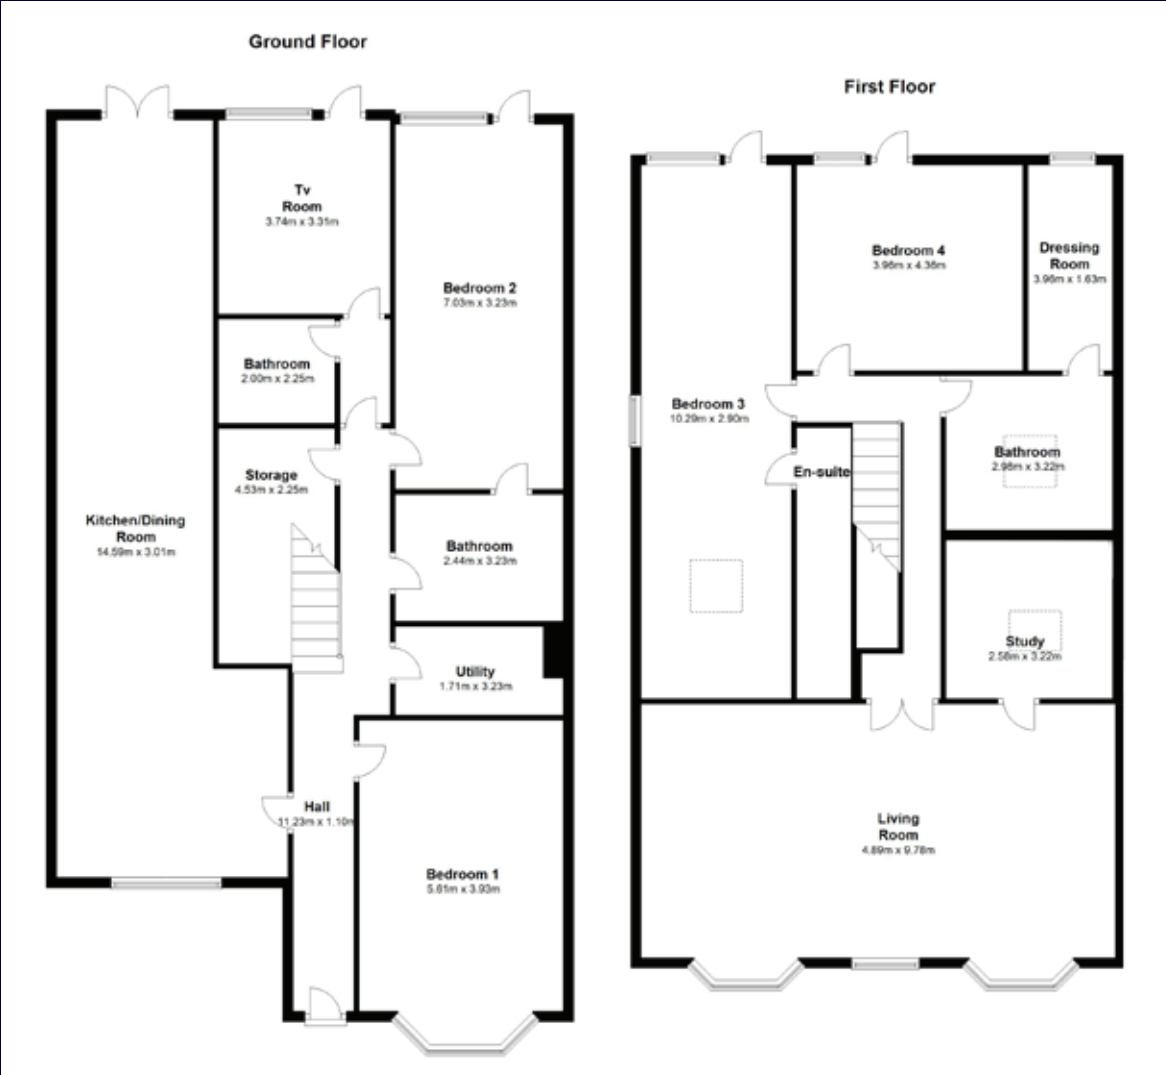 Ground Floor
Tv
Room
3.74m x 3.31m
Bedroom 2
7.03m x 3.23m
Bathroom
2.00m x 2.25m
Storage
4.53m x 2.25m
Kitchen/Dining
Room
14.59m x 3.01m
Bathroom
2.44m x 3.23m
Utility
1.71m x 3.23m
Hall
11.23m x 1.10m
Bedroom 1
5.61m x 3.93m
First Floor
Bedroom 4
3.96m x 4.36m
Dressing
Room
3.96m x 1.63m
Bedroom 3
10.29m x 2.90m
Bathroom
2.98m x 3.22m
En-suite
Study
2.58m x 3.22m
Living
Room
4.89m x 9.78m